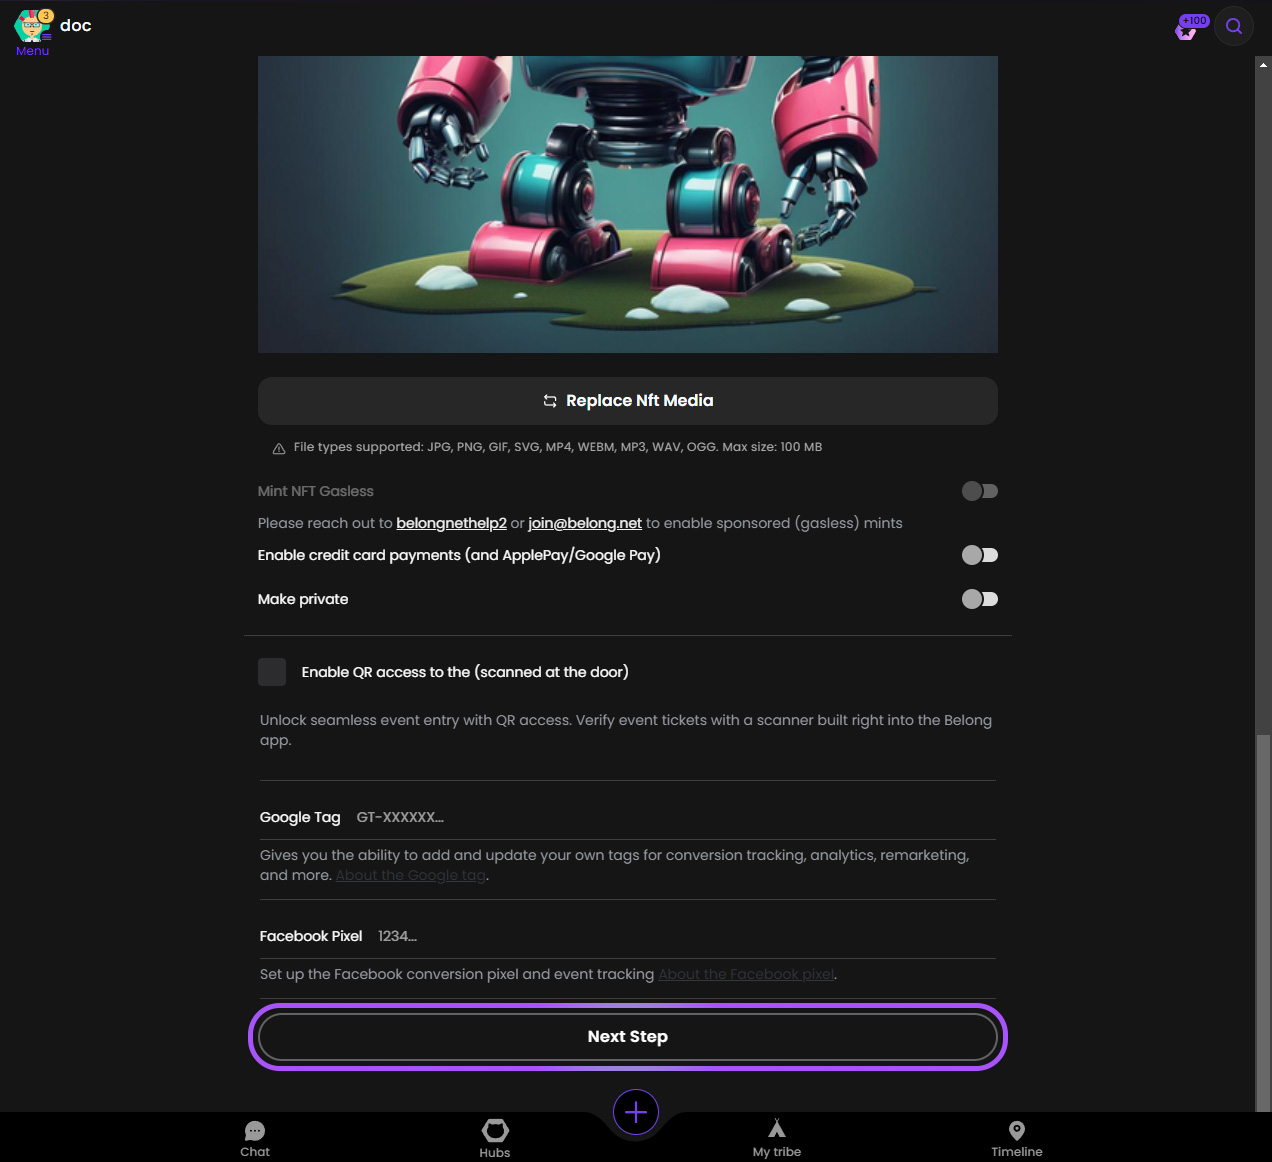 3
doc
Menu
+100
Replace Nft Media
File types supported: JPG, PNG, GIF, SVG, MP4, WEBM, MP3, WAV, OGG. Max size: 100 MB
Mint NFT Gasless
Please reach out to belongnethelp2 or join@belong.net to enable sponsored (gasless) mints
Enable credit card payments (and ApplePay/Google Pay)
Make private
Enable QR access to the (scanned at the door)
Unlock seamless event entry with QR access. Verify event tickets with a scanner built right into the Belong
app.
Google Tag GT-XXXXXX...
Gives you the ability to add and update your own tags for conversion tracking, analytics, remarketing,
and more. About the Google tag.
Facebook Pixel 1234...
Set up the Facebook conversion pixel and event tracking About the Facebook pixel.
Next Step
Chat
Hubs
My tribe
Timeline